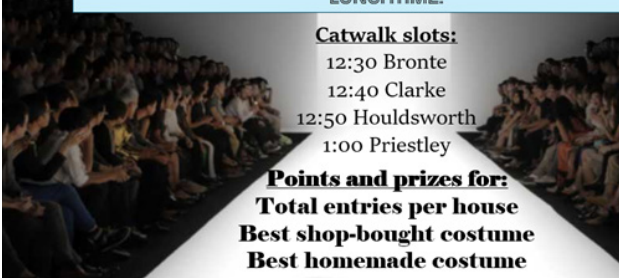 LUNCHTIME!
Catwalk slots:
12:30 Bronte
12:40 Clarke
12:50 Houldsworth
1:00 Priestley
Points and prizes for:
Total entries per house
Best shop-bought costume
Best homemade costume